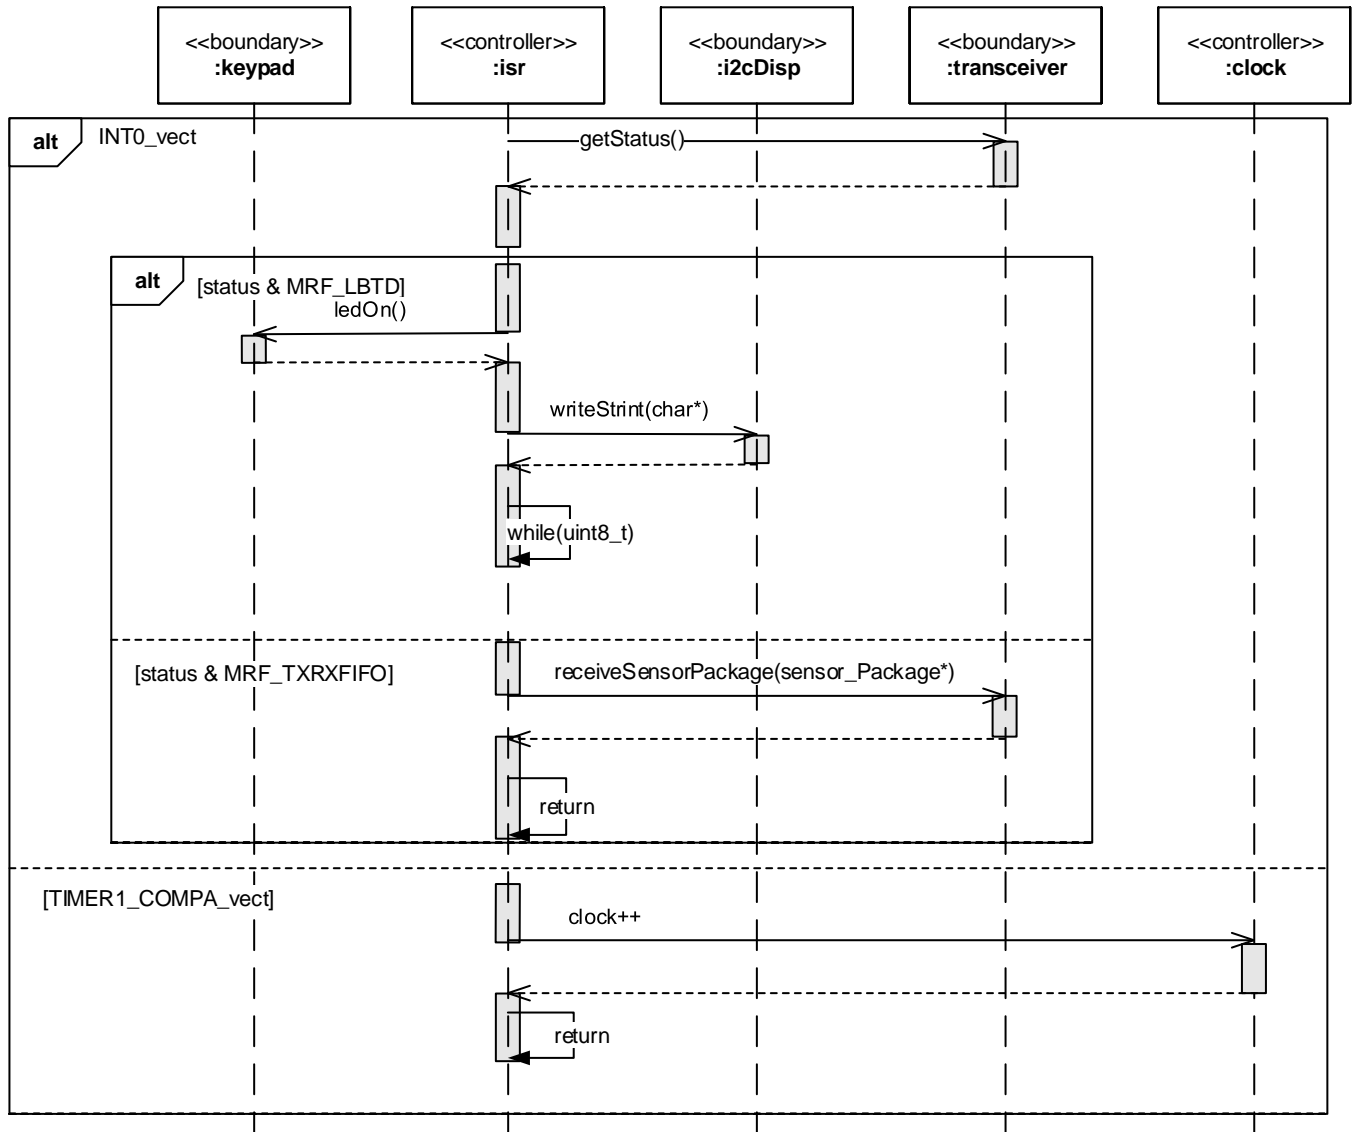 <<boundary>>
:keypad
<<controller>>
:isr
<<boundary>>
:i2cDisp
<<boundary>>
:transceiver
<<controller>>
:clock
alt
INT0_vect
getStatus()
alt
[status & MRF_LBTD]
ledOn()
writeStrint(char*)
while(uint8_t)
[status & MRF_TXRXFIFO]
receiveSensorPackage(sensor_Package*)
return
[TIMER1_COMPA_vect]
clock++
return